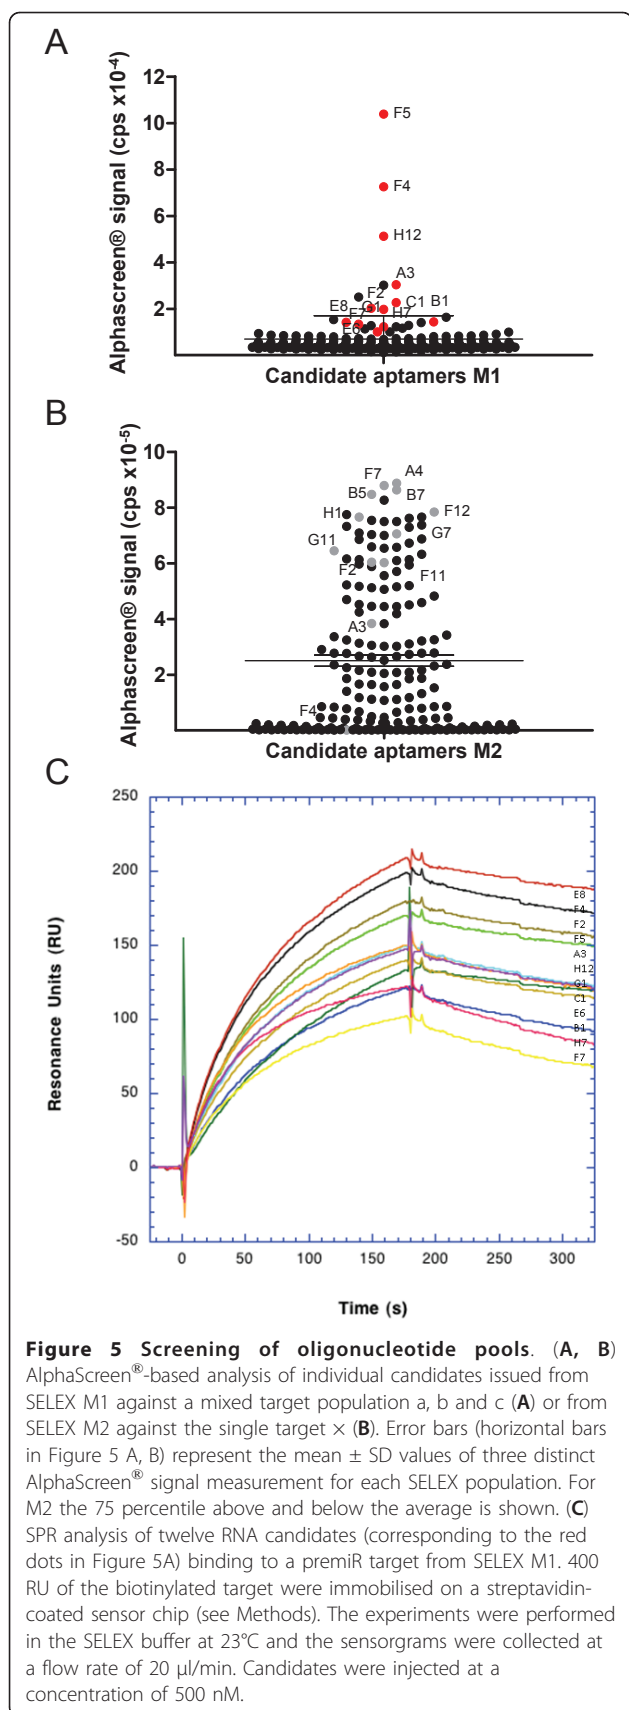 A
Alphascreen® signal (cps x10-4)
12
10
8
6
4
2
F5
F4
H12
A3
F2
E8
G1
C1
B1
F7
H7
E6
Candidate aptamers M1
B
Alphascreen® signal (cps x10-5)
10
8
6
4
2
F7
A4
B5
B7
H1
F12
G11
G7
F2
F11
A3
F4
Candidate aptamers M2
C
Resonance Units (RU)
250
200
150
100
50
0
-50
E8
F4
F2
F5
A3
H12
G1
C1
E6
B1
H7
F7
0
50
100
150
200
250
300
Time (s)
Figure 5 Screening of oligonucleotide pools. (A, B)
AlphaScreen®-based analysis of individual candidates issued from
SELEX M1 against a mixed target population a, b and c (A) or from
SELEX M2 against the single target × (B). Error bars (horizontal bars
in Figure 5 A, B) represent the mean ± SD values of three distinct
AlphaScreen® signal measurement for each SELEX population. For
M2 the 75 percentile above and below the average is shown. (C)
SPR analysis of twelve RNA candidates (corresponding to the red
dots in Figure 5A) binding to a premiR target from SELEX M1. 400
RU of the biotinylated target were immobilised on a streptavidin-
coated sensor chip (see Methods). The experiments were performed
in the SELEX buffer at 23°C and the sensorgrams were collected at
a flow rate of 20 μl/min. Candidates were injected at a
concentration of 500 nM.